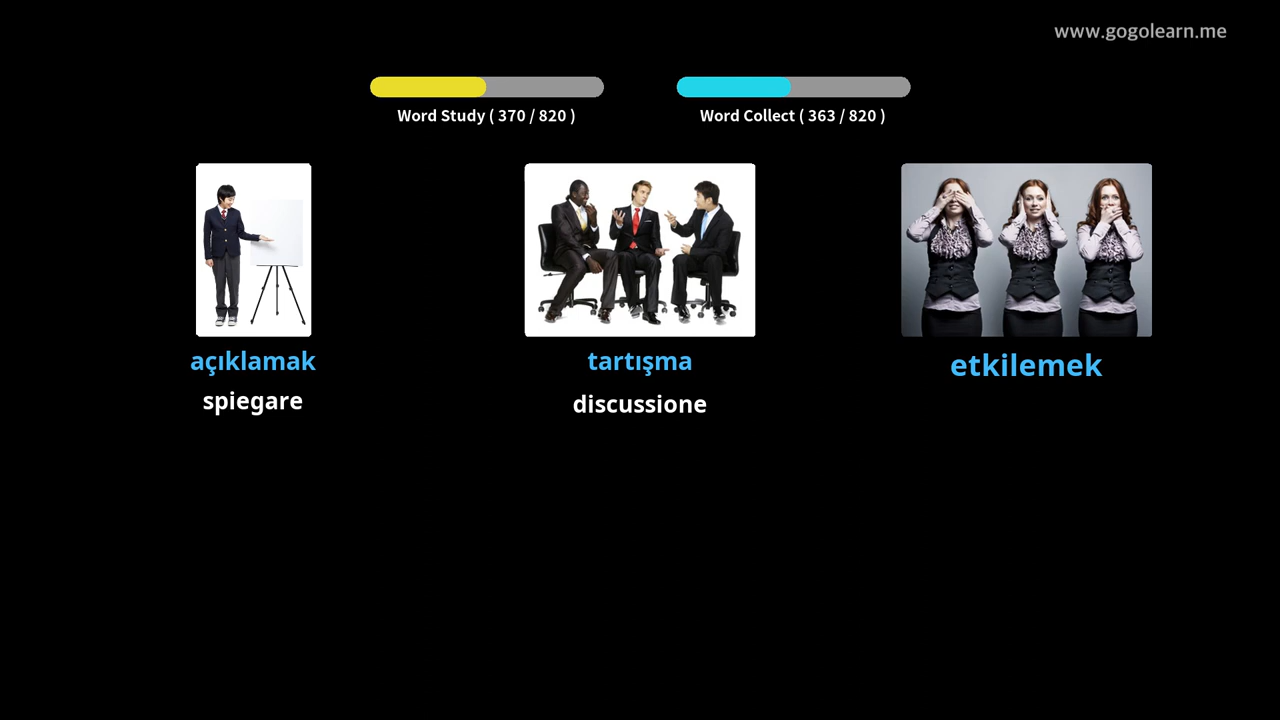 www.gogolearn.me
Word Study ( 370 / 820 )
Word Collect ( 363 / 820 )
açıklamak
tartışma
etkilemek
spiegare
discussione